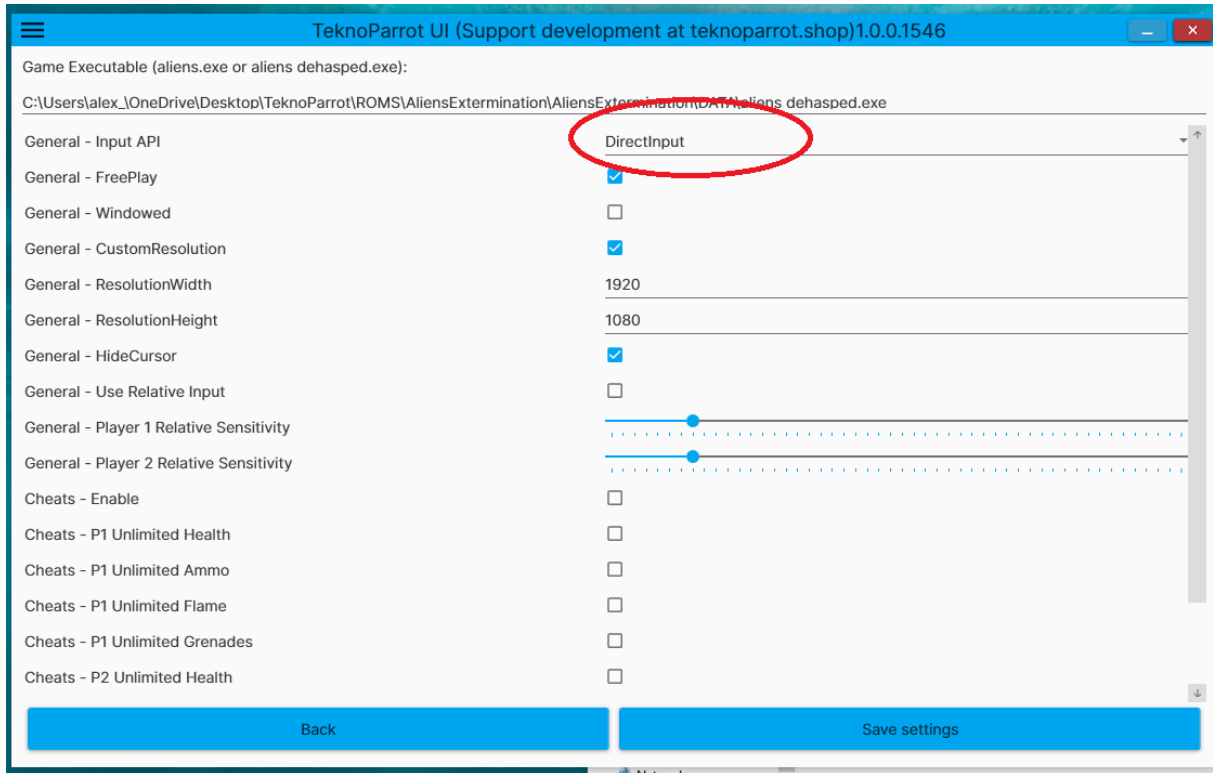 TeknoParrot UI (Support development at teknoparrot.shop)1.0.0.1546
Game Executable (aliens.exe or aliens dehasped.exe):
C:\Users\alex_\OneDrive\Desktop\TeknoParrot\ROMS\AliensExtermination\AliensExtermination\DATA\aliens dehasped.exe
General - Input API DirectInput
General - FreePlay
General - Windowed
General - CustomResolution
General - ResolutionWidth 1920
General - ResolutionHeight 1080
General - HideCursor
General - Use Relative Input
General - Player 1 Relative Sensitivity
General - Player 2 Relative Sensitivity
Cheats - Enable
Cheats - P1 Unlimited Health
Cheats - P1 Unlimited Ammo
Cheats - P1 Unlimited Flame
Cheats - P1 Unlimited Grenades
Cheats - P2 Unlimited Health
Back Save settings